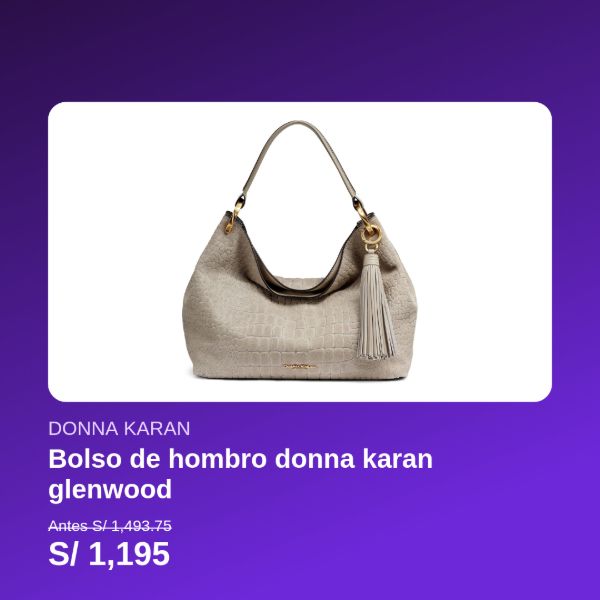 DONNA KARAN
Bolso de hombro donna karan
glenwood
Antes S/ 1,493.75
S/ 1,195